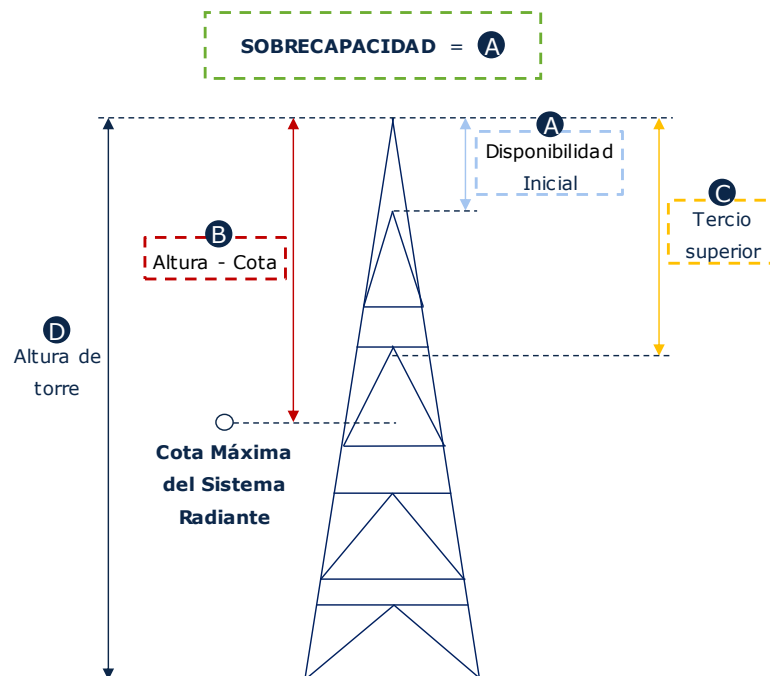 SOBRECAPACIDAD = A
A
Disponibilidad
Inicial
C
Tercio
superior
B
Altura - Cota
D
Altura de
torre
Cota Máxima
del Sistema
Radiante